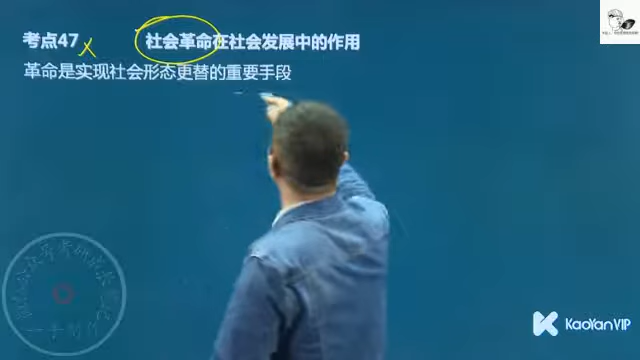 考点47 社会革命在社会发展中的作用
革命是实现社会形态更替的重要手段
KaoYanVIP